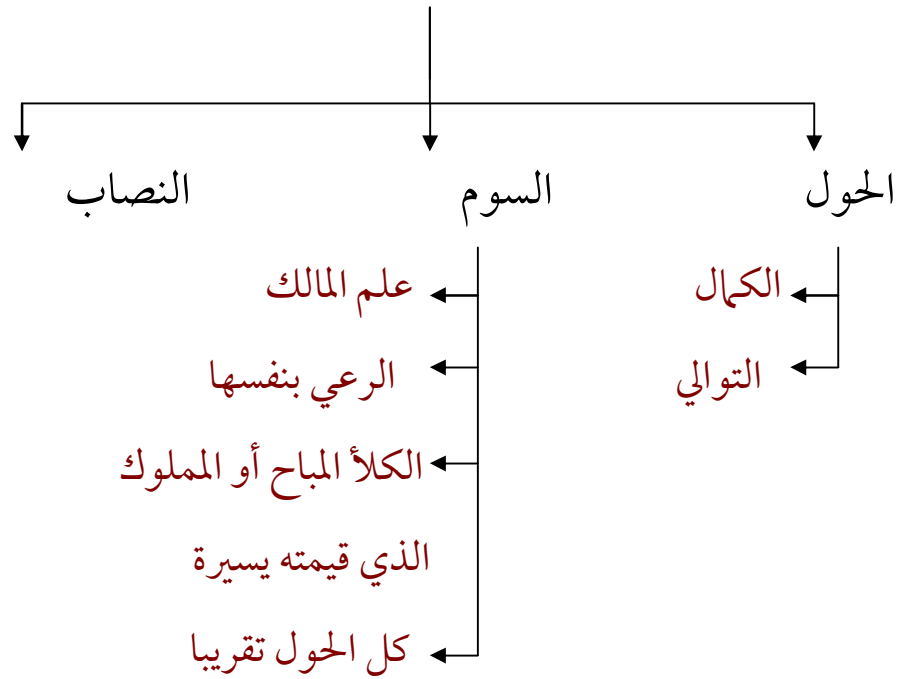 الحول
السوم
النصاب
الكمال
التوالي
علم المالك
الرعي بنفسها
الكلأ المباح أو المملوك
الذي قيمته يسيرة
كل الحول تقريبا